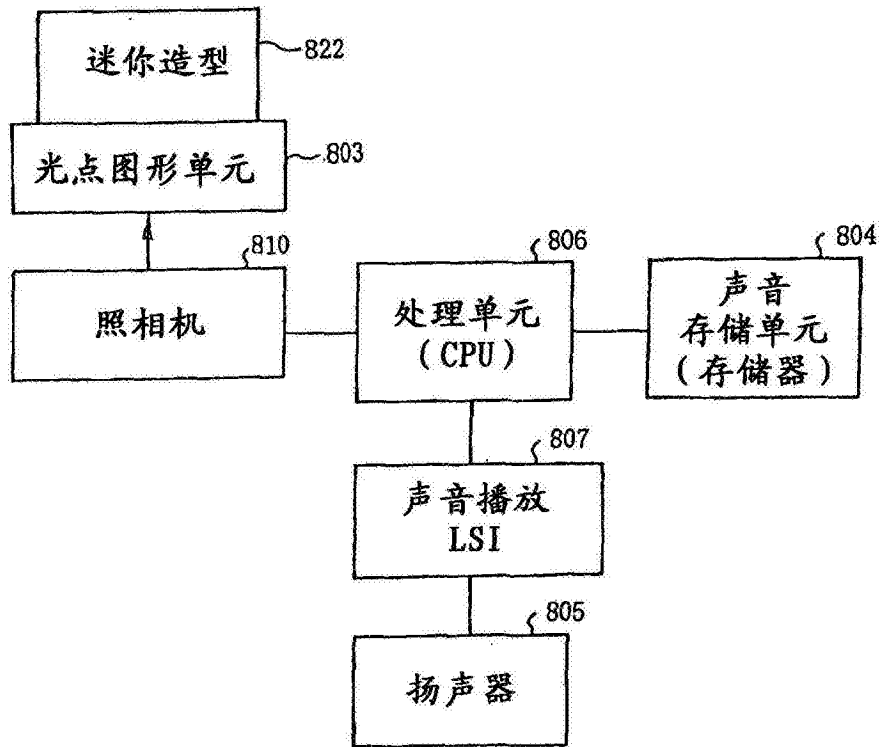 迷你造型
822
光点图形单元
803
810
照相机
806
处理单元
(CPU)
804
声音
存储单元
(存储器)
807
声音播放
LSI
805
扬声器